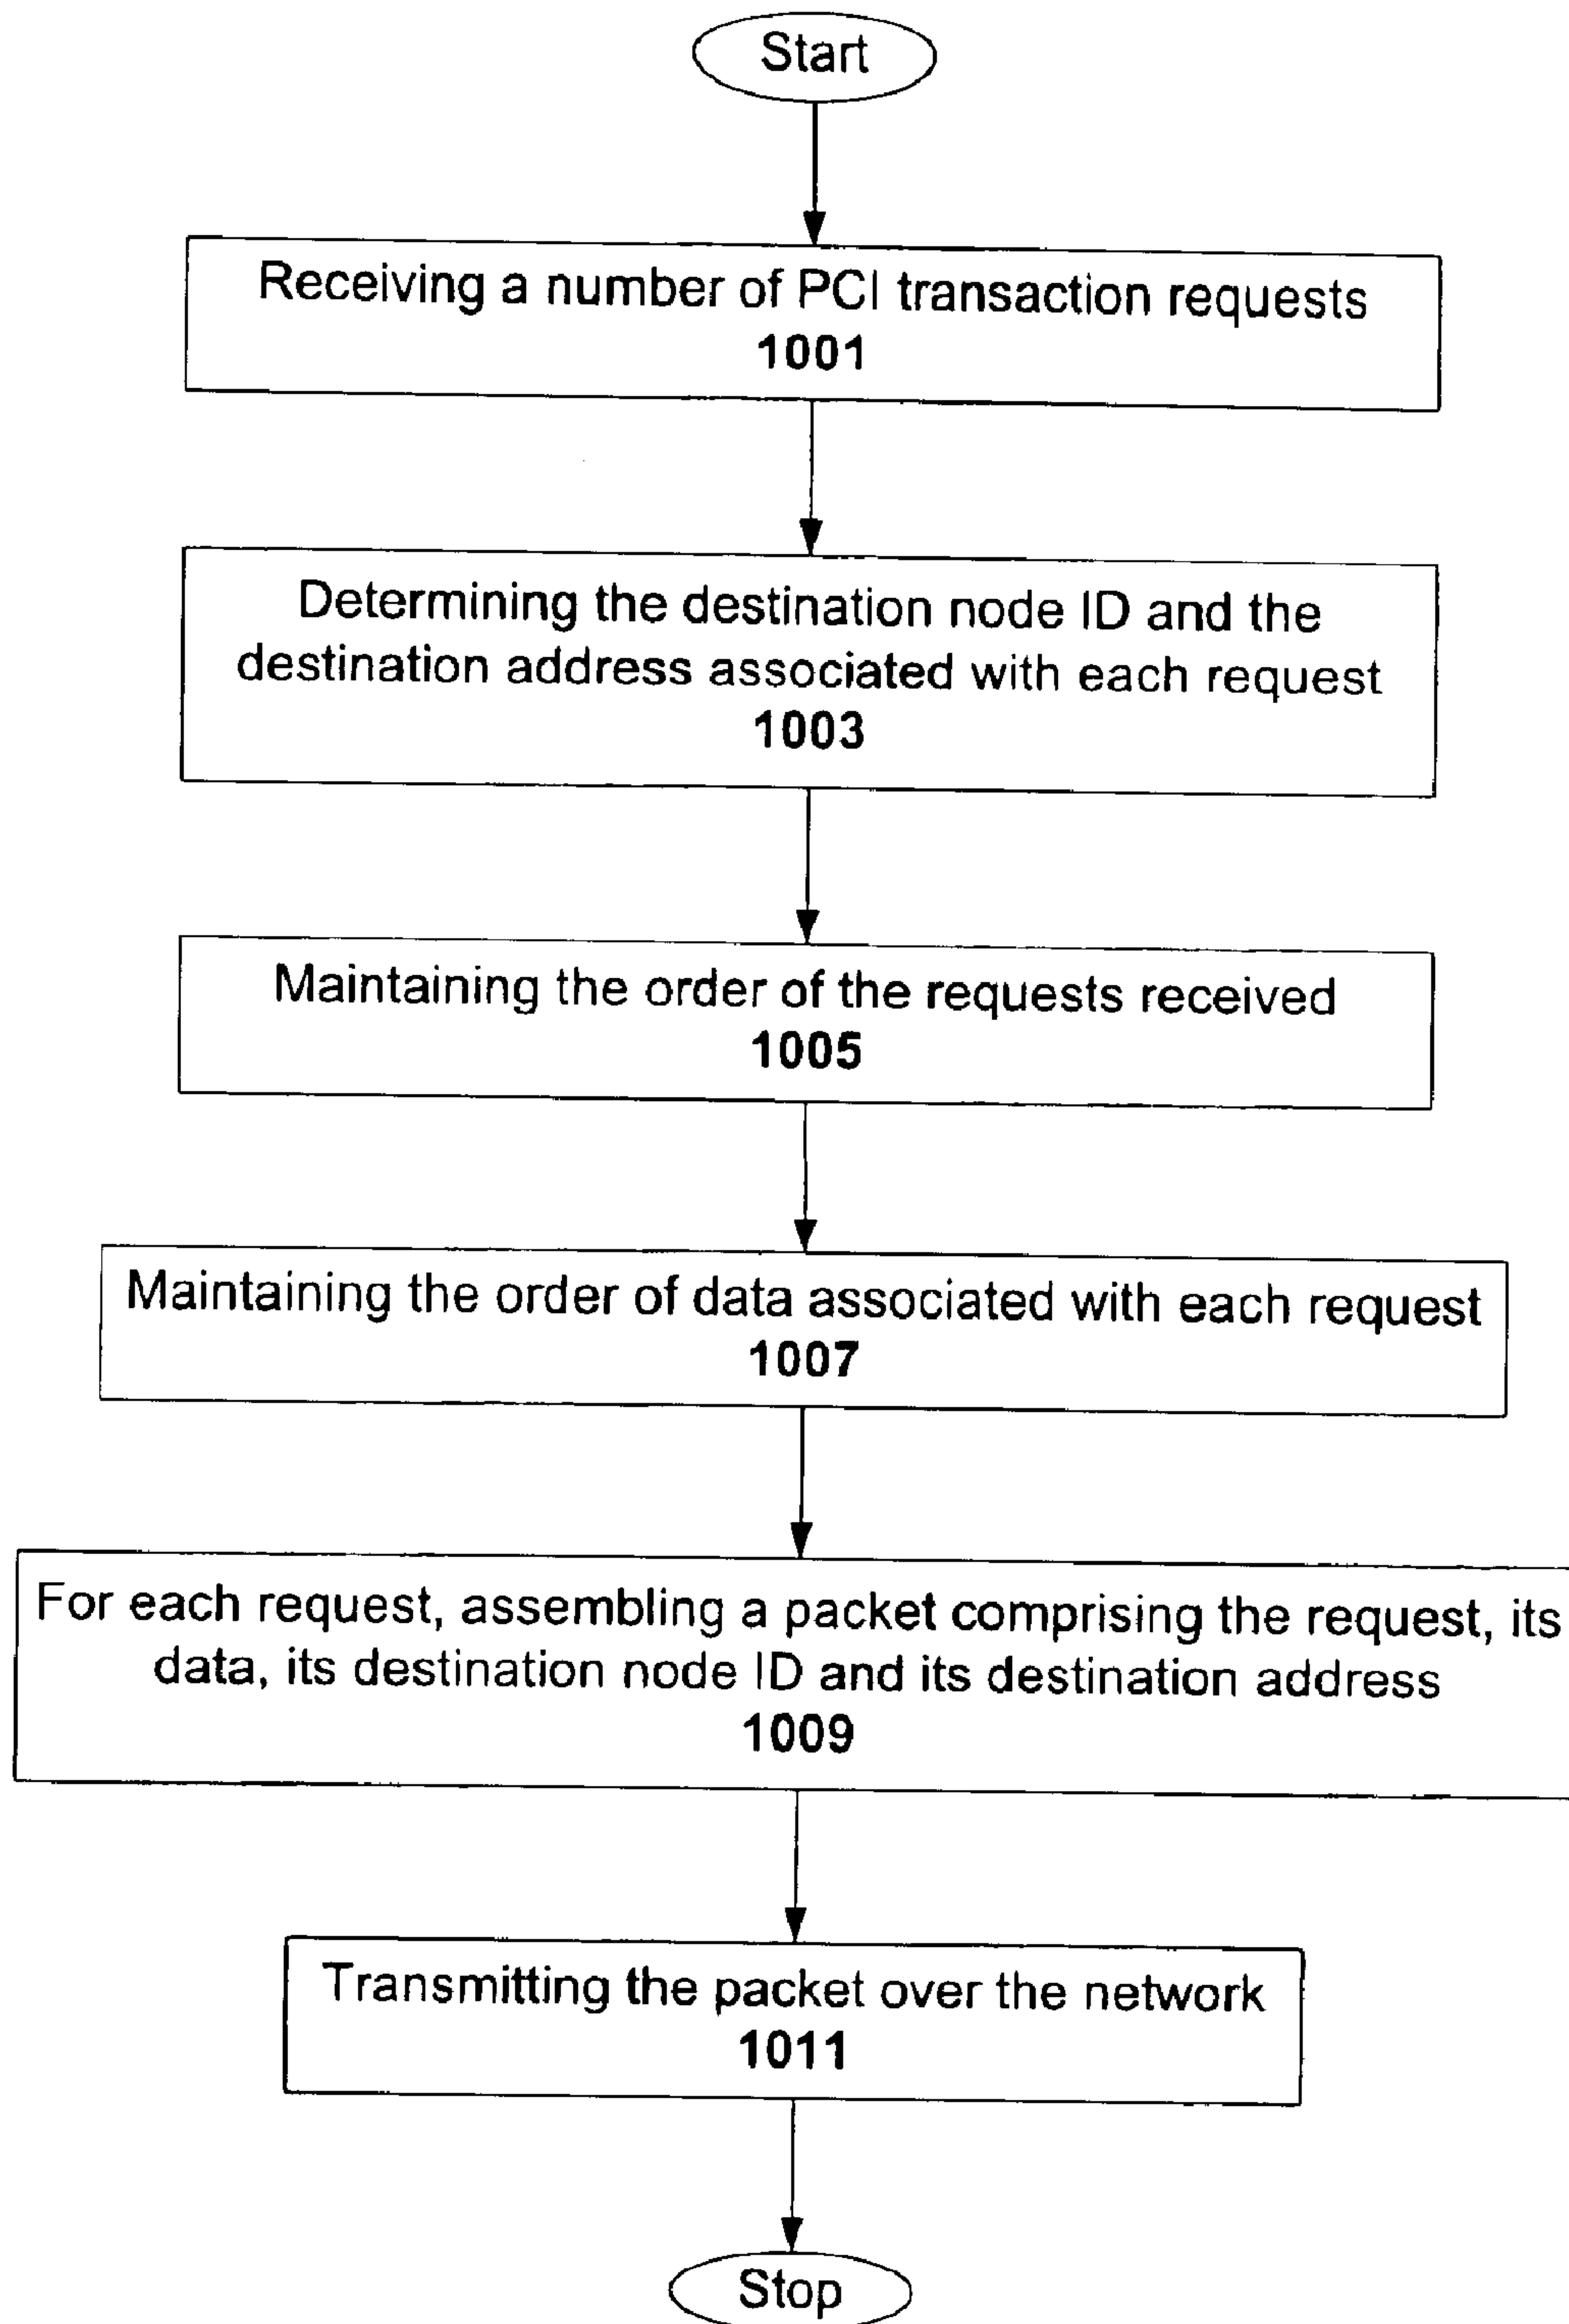 Start
Receiving a number of PCI transaction requests
1001
Determining the destination node ID and the
destination address associated with each request
1003
Maintaining the order of the requests received
1005
Maintaining the order of data associated with each request
1007
For each request, assembling a packet comprising the request, its
data, its destination node ID and its destination address
1009
Transmitting the packet over the network
1011
Stop